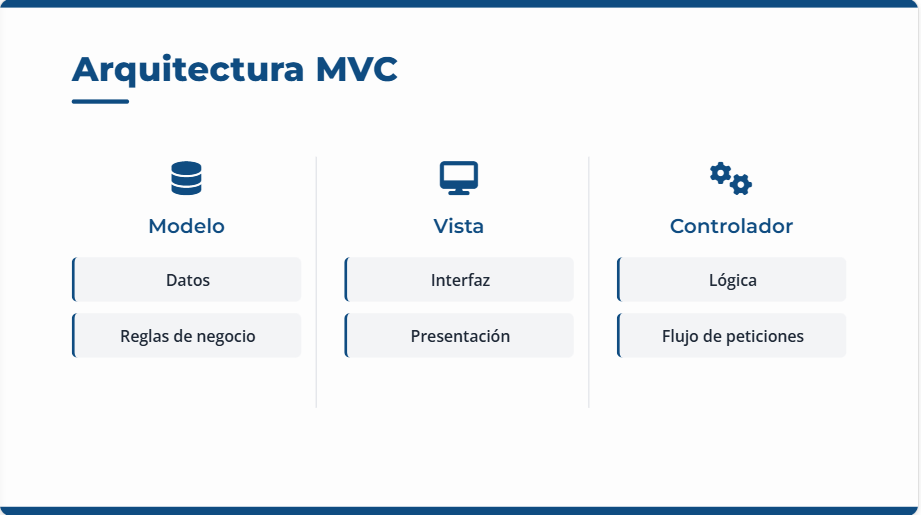 Arquitectura MVC
Modelo
Datos
Reglas de negocio
Vista
Interfaz
Presentación
Controlador
Lógica
Flujo de peticiones